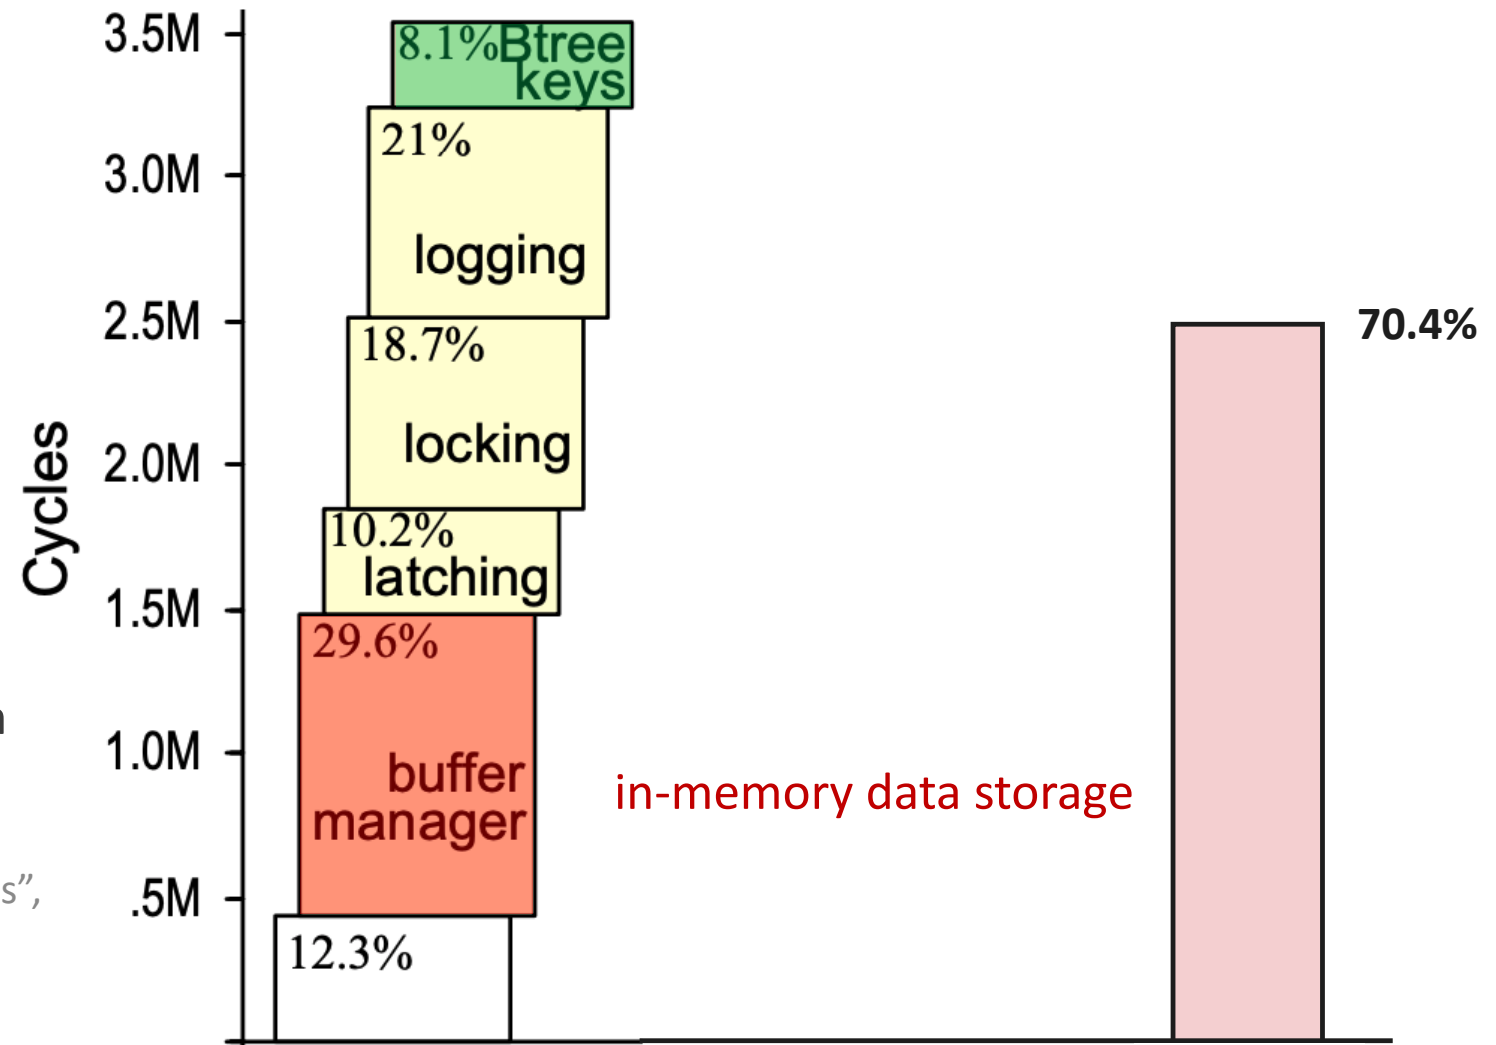 3.5M
3.0M
2.5M
2.0M
1.5M
1.0M
.5M
Cycles
8.1% Btree
keys
21%
logging
18.7%
locking
10.2%
latching
29.6%
buffer
manager
12.3%
in-memory data storage
70.4%
s”,